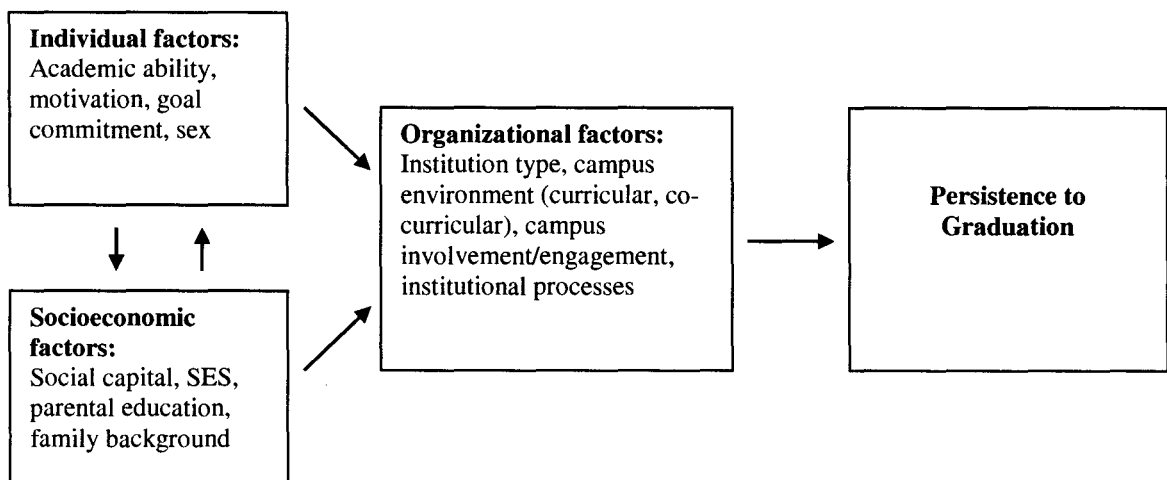 Individual factors:
Academic ability,
motivation, goal
commitment, sex
Organizational factors:
Institution type, campus
environment (curricular, co-
curricular), campus
involvement/engagement,
institutional processes
Persistence to
Graduation
Socioeconomic
factors:
Social capital, SES,
parental education,
family background